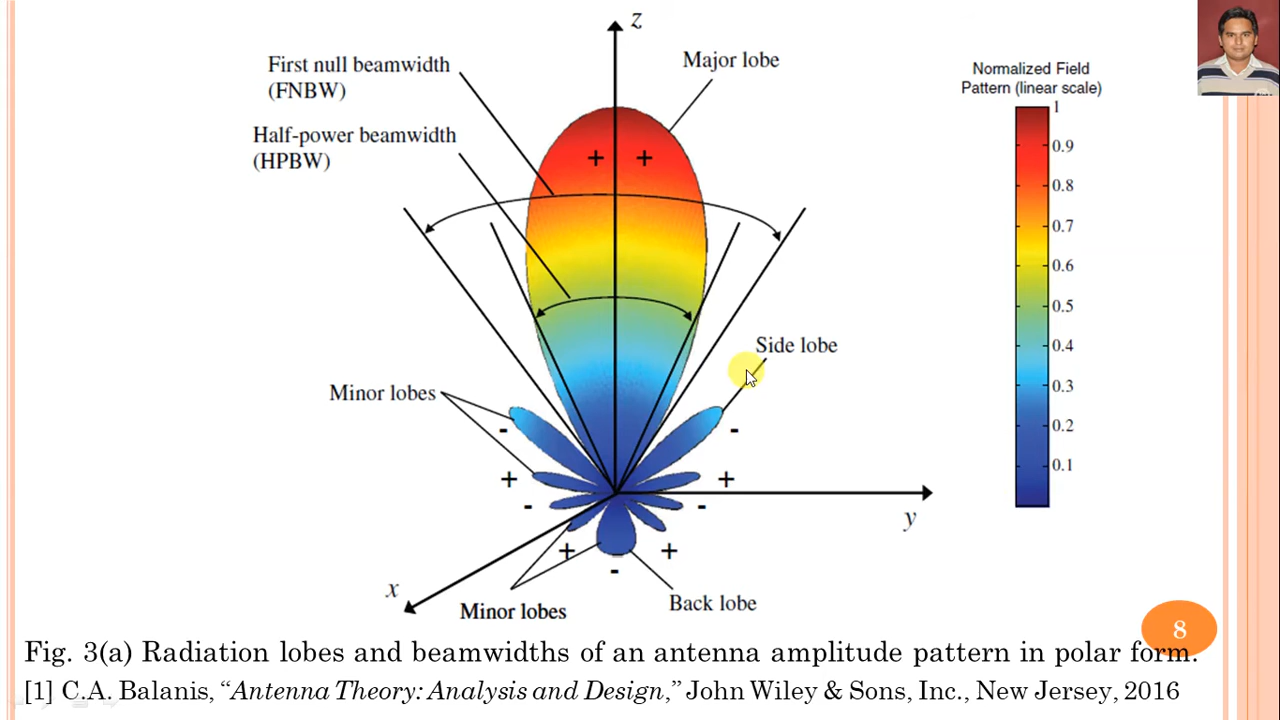 z
First null beamwidth
(FNBW)
Major lobe
Normalized Field
Pattern (linear scale)
Half-power beamwidth
(HPBW)
+ +
1
0.9
0.8
0.7
0.6
0.5
0.4
0.3
0.2
0.1
Side lobe
Minor lobes
- -
+ +
- -
y
+ +
-
x
Minor lobes
Back lobe
8
Fig. 3(a) Radiation lobes and beamwidths of an antenna amplitude pattern in polar form.
[1] C.A. Balanis, “Antenna Theory: Analysis and Design,” John Wiley & Sons, Inc., New Jersey, 2016